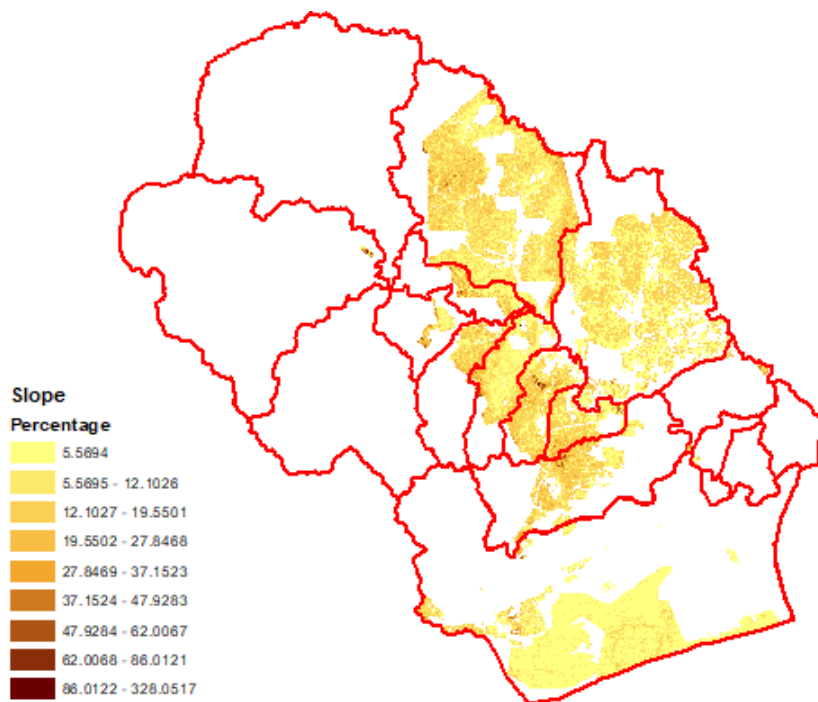 Slope
Percentage
5.5694
5.5695 - 12.1026
12.1027 - 19.5501
19.5502 - 27.8468
27.8469 - 37.1523
37.1524 - 47.9283
47.9284 - 62.0067
62.0068 - 86.0121
86.0122 - 328.0517